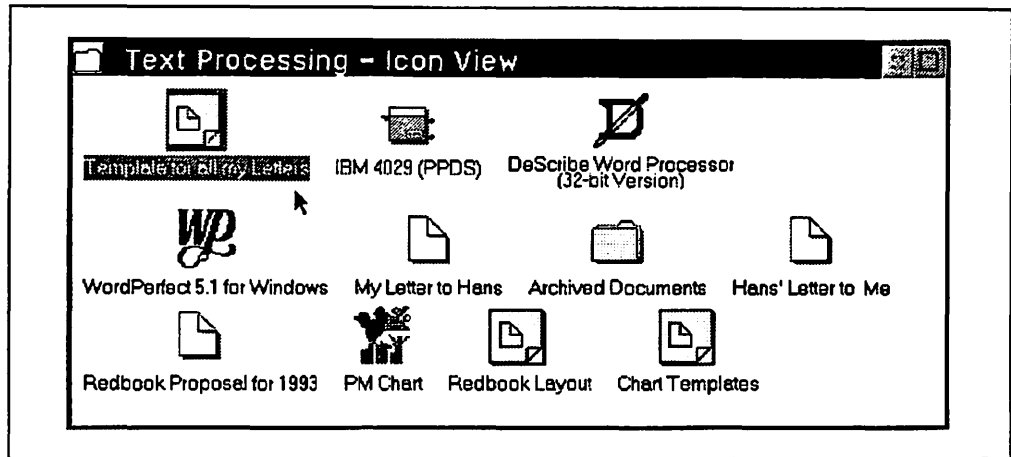 Text Processing - Icon View
Template for all my Letters
IBM 4029 (PPDS)
DeScribe Word Processor
(32-bit Version)
WordPerfect 5.1 for Windows
My Letter to Hans
Archived Documents
Hans' Letter to Me
Redbook Proposal for 1993
PM Chart
Redbook Layout
Chart Templates